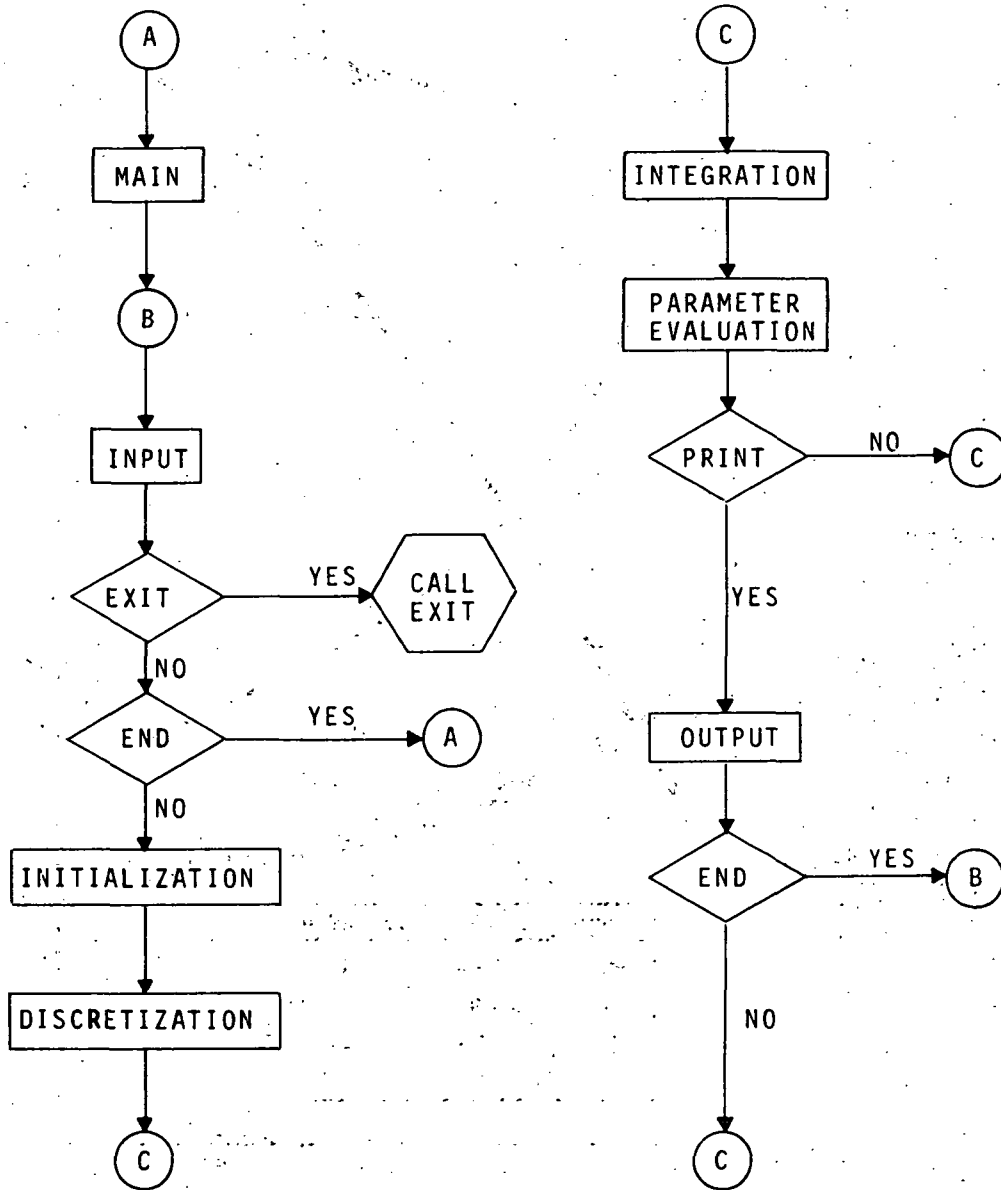 A
MAIN
B
INPUT
EXIT
YES
CALL
EXIT
NO
END
YES
A
NO
INITIALIZATION
DISCRETIZATION
C
C
INTEGRATION
PARAMETER
EVALUATION
PRINT
NO
C
YES
OUTPUT
END
YES
B
NO
C